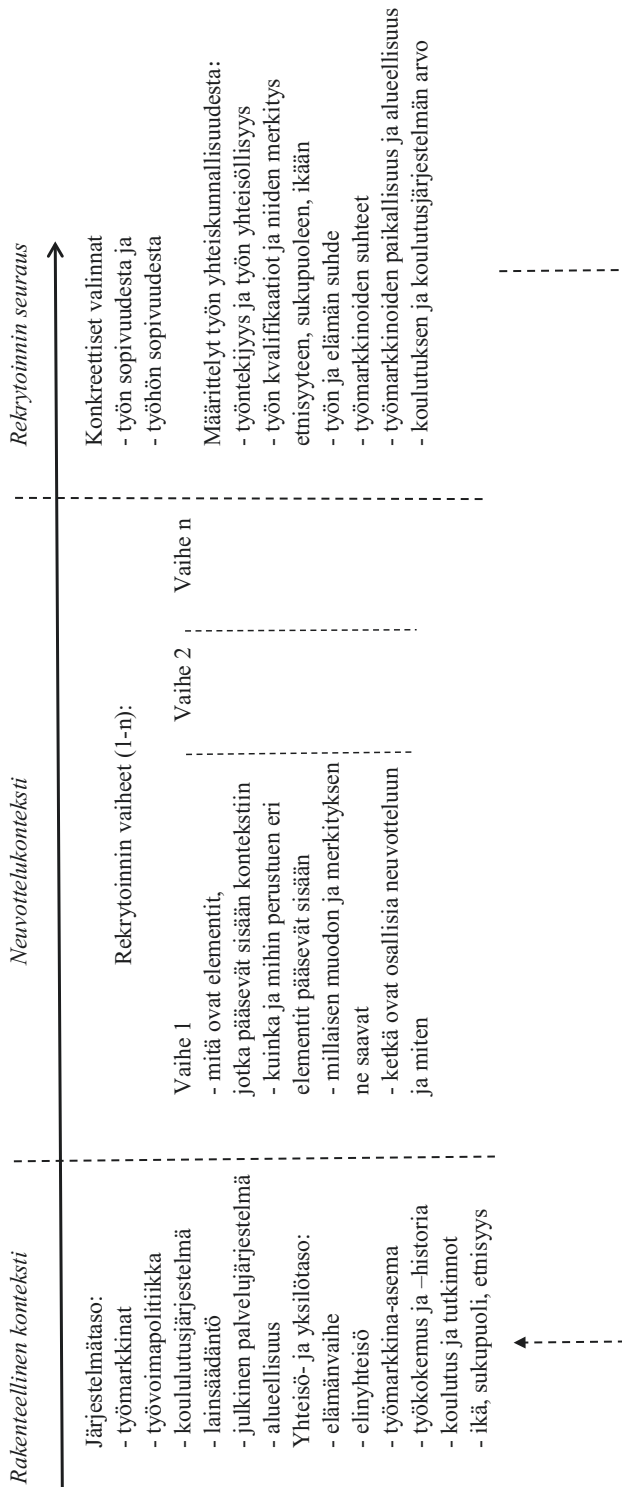 Rakenteellinen konteksti
Järjestelmätaso:
- työmarkkinat
- työvoimapolitiikka
- koululutusjärjestelmä
- lainsäädäntö
- julkinen palvelujärjestelmä
- alueellisuus
Yhteisö- ja yksilötaso:
- elämänvaihe
- elinyhteisö
- työmarkkina-asema
- työkokemus ja –historia
- koulutus ja tutkinnot
- ikä, sukupuoli, etnisyys
Neuvottelukonteksti
Rekrytoinnin vaiheet (1-n):
Vaihe 1
- mitä ovat elementit,
jotka pääsevät sisään kontekstiin
- kuinka ja mihin perustuen eri
elementit pääsevät sisään
- millaisen muodon ja merkityksen
ne saavat
- ketkä ovat osallisia neuvotteluun
ja miten
Vaihe 2
Vaihe n
Rekrytoinnin seuraus
Konkreettiset valinnat
- työn sopivuudesta ja
- työhön sopivuudesta
Määrittelyt työn yhteiskunnallisuudesta:
- työntekijyys ja työn yhteisöllisyys
- työn kvalifikaatiot ja niiden merkitys
etnisyyteen, sukupuoleen, ikään
- työn ja elämän suhde
- työmarkkinoiden suhteet
- työmarkkinoiden paikallisuus ja alueellisuus
- koulutuksen ja koulutusjärjestelmän arvo